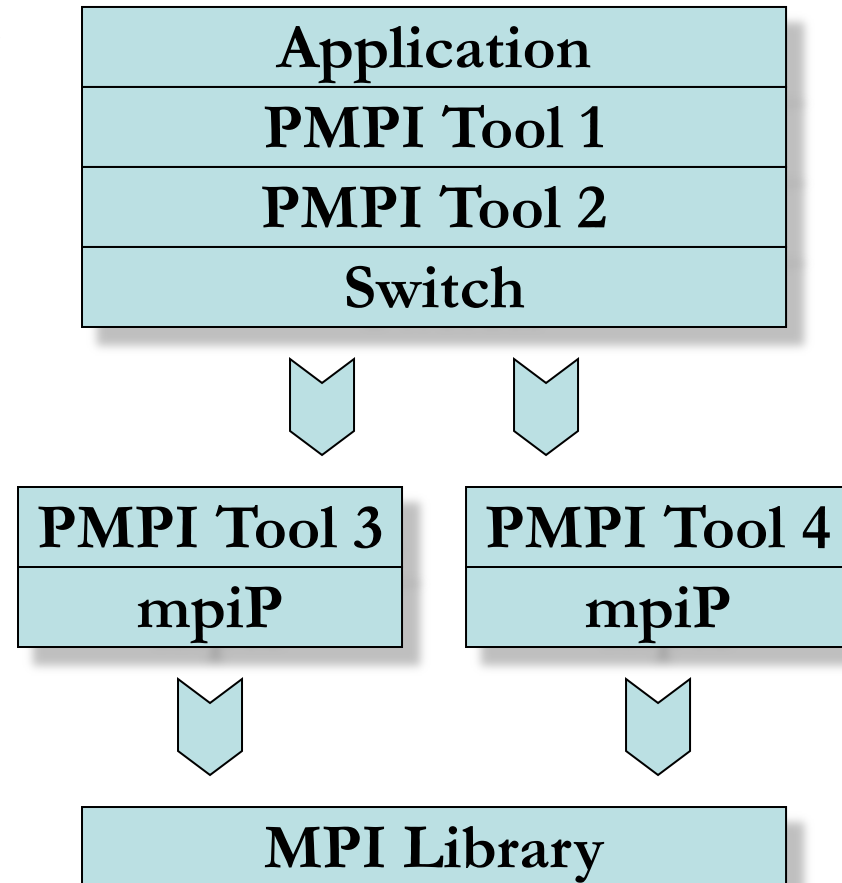 Application
PMPI Tool 1
PMPI Tool 2
Switch
PMPI Tool 3
mpiP
PMPI Tool 4
mpiP
MPI Library